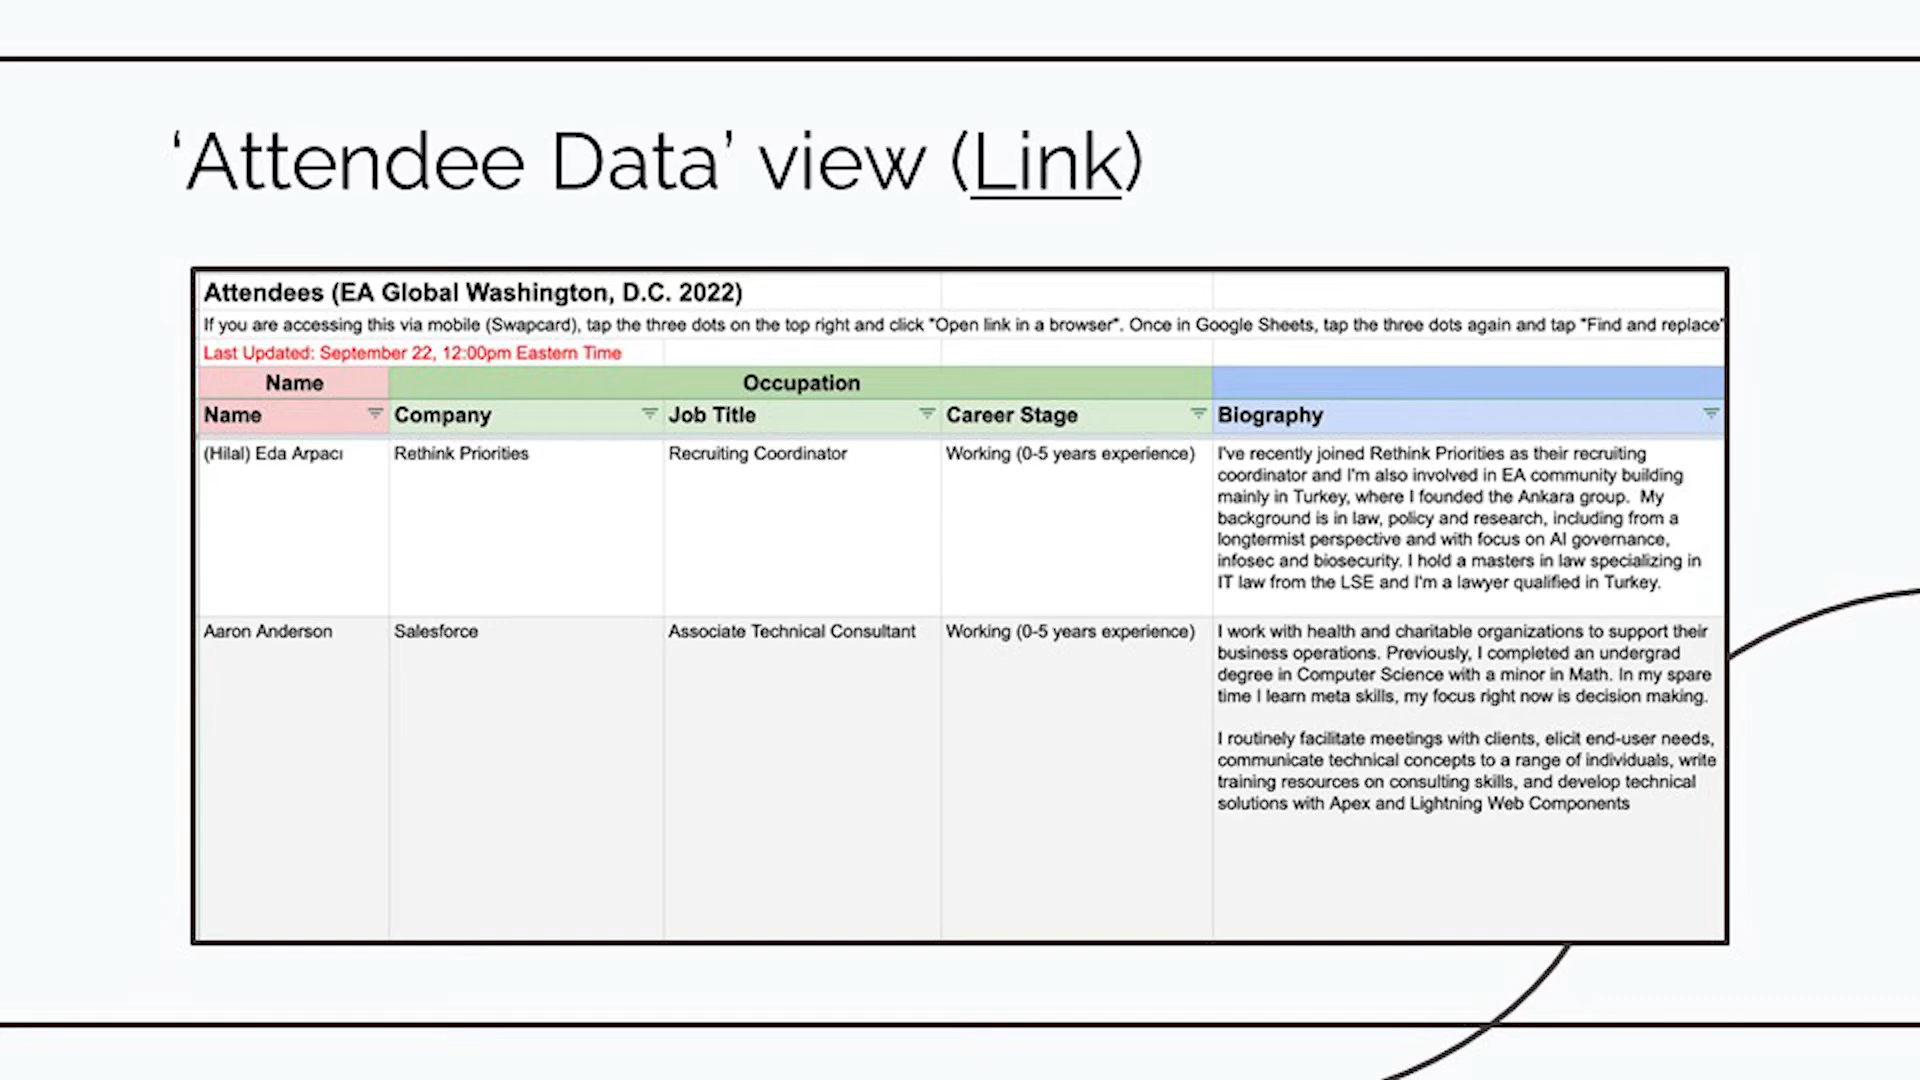 ‘Attendee Data’ view (Link)
Attendees (EA Global Washington, D.C. 2022)
If you are accessing this via mobile (Swapcard), tap the three dots on the top right and click "Open link in a browser". Once in Google Sheets, tap the three dots again and tap "Find and replace"
Last Updated: September 22, 12:00pm Eastern Time
Name Occupation
Name Company Job Title Career Stage Biography
(Hilal) Eda Arpacı Rethink Priorities Recruiting Coordinator Working (0-5 years experience) I've recently joined Rethink Priorities as their recruiting
coordinator and I'm also involved in EA community building
mainly in Turkey, where I founded the Ankara group. My
background is in law, policy and research, including from a
longtermist perspective and with focus on AI governance,
infosec and biosecurity. I hold a masters in law specializing in
IT law from the LSE and I'm a lawyer qualified in Turkey.
Aaron Anderson Salesforce Associate Technical Consultant Working (0-5 years experience) I work with health and charitable organizations to support their
business operations. Previously, I completed an undergrad
degree in Computer Science with a minor in Math. In my spare
time I learn meta skills, my focus right now is decision making.
I routinely facilitate meetings with clients, elicit end-user needs,
communicate technical concepts to a range of individuals, write
training resources on consulting skills, and develop technical
solutions with Apex and Lightning Web Components